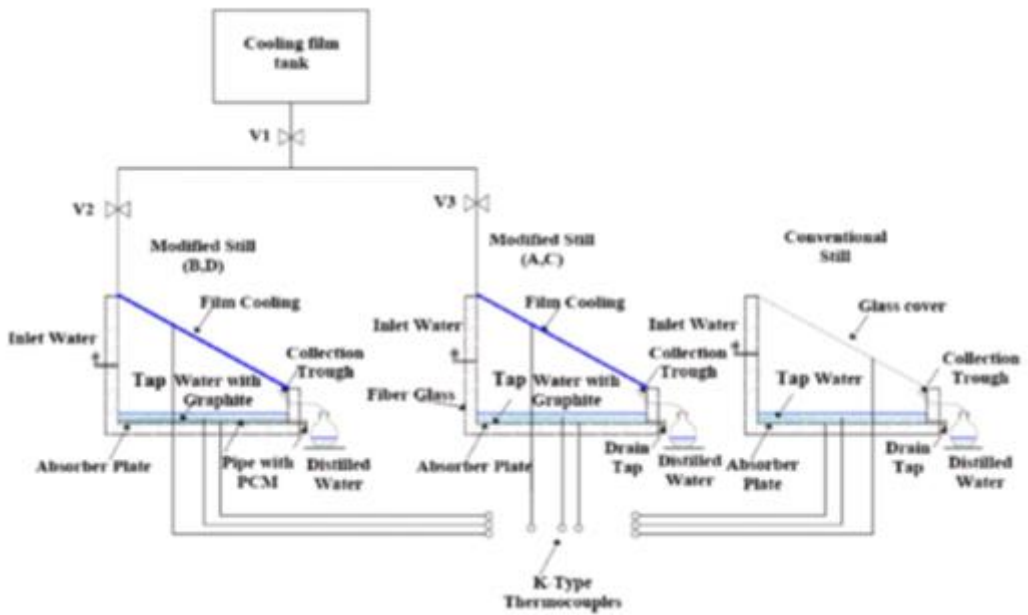 Cooling film
tank
V1
V2
V3
Modified Still
(B,D)
Modified Still
(A,C)
Conventional
Still
Film Cooling
Film Cooling
Glass cover
Inlet Water
Inlet Water
Inlet Water
Collection
Trough
Collection
Trough
Collection
Trough
Tap Water with
Graphite
Tap Water with
Graphite
Tap Water
Fiber Glass
Absorber Plate
Pipe with
PCM
Distilled
Water
Absorber Plate
Drain
Tap
Distilled
Water
Absorber
Plate
Drain
Tap
Distilled
Water
K-Type
Thermocouples